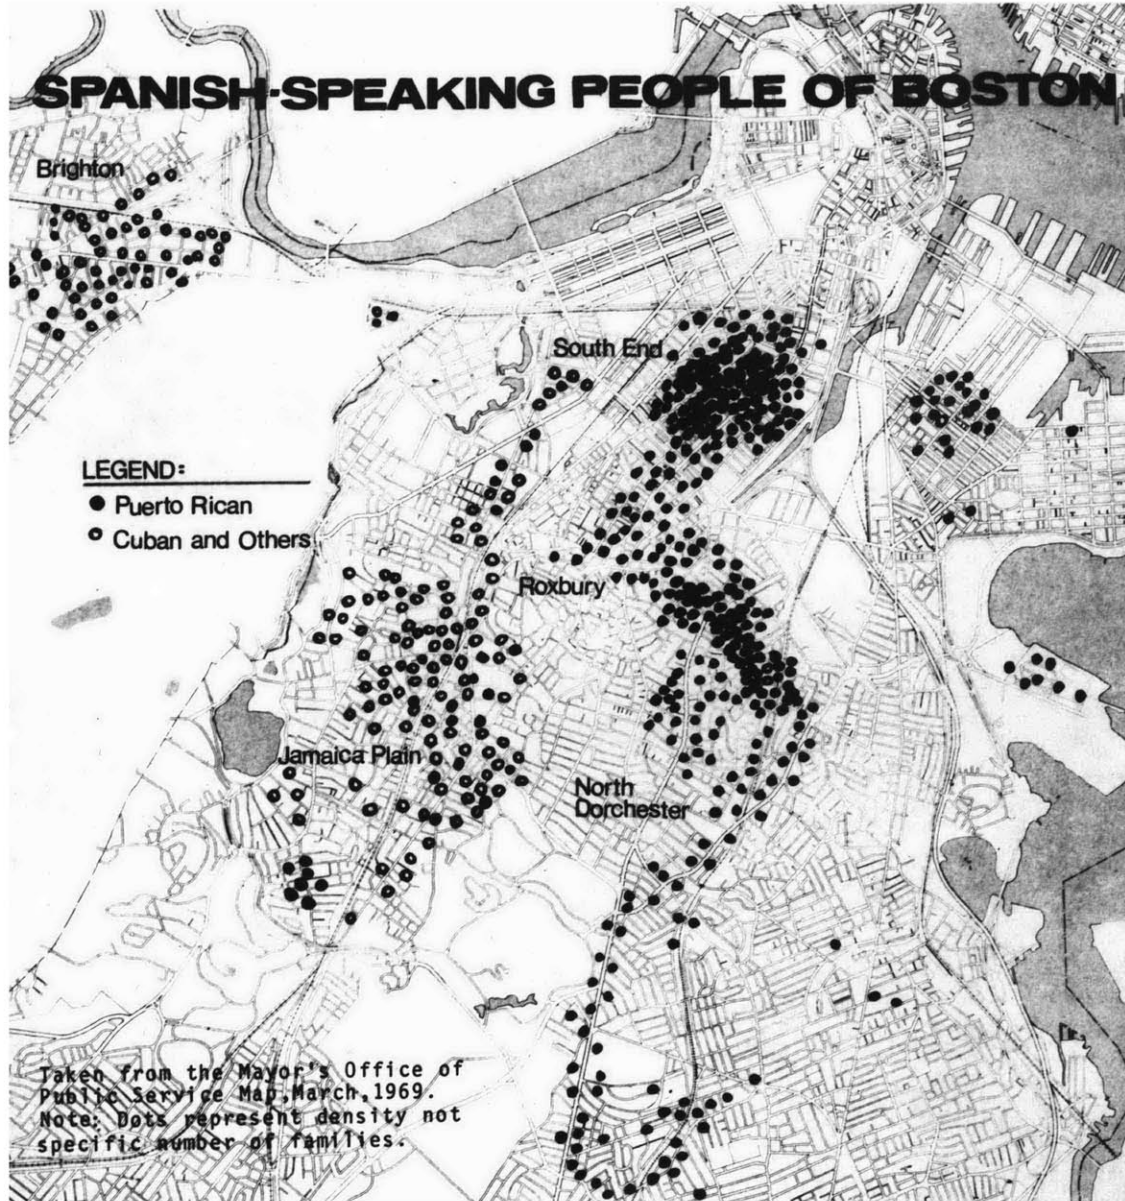 SPANISH-SPEAKING PEOPLE OF BOSTON
Brighton
South End
LEGEND:
Puerto Rican
Cuban and Others
Roxbury
Jamaica Plain
North
Dorchester
Taken from the Mayor's Office of
Public Service Map,March,1969.
Note: Dots represent density not
specific number of families.